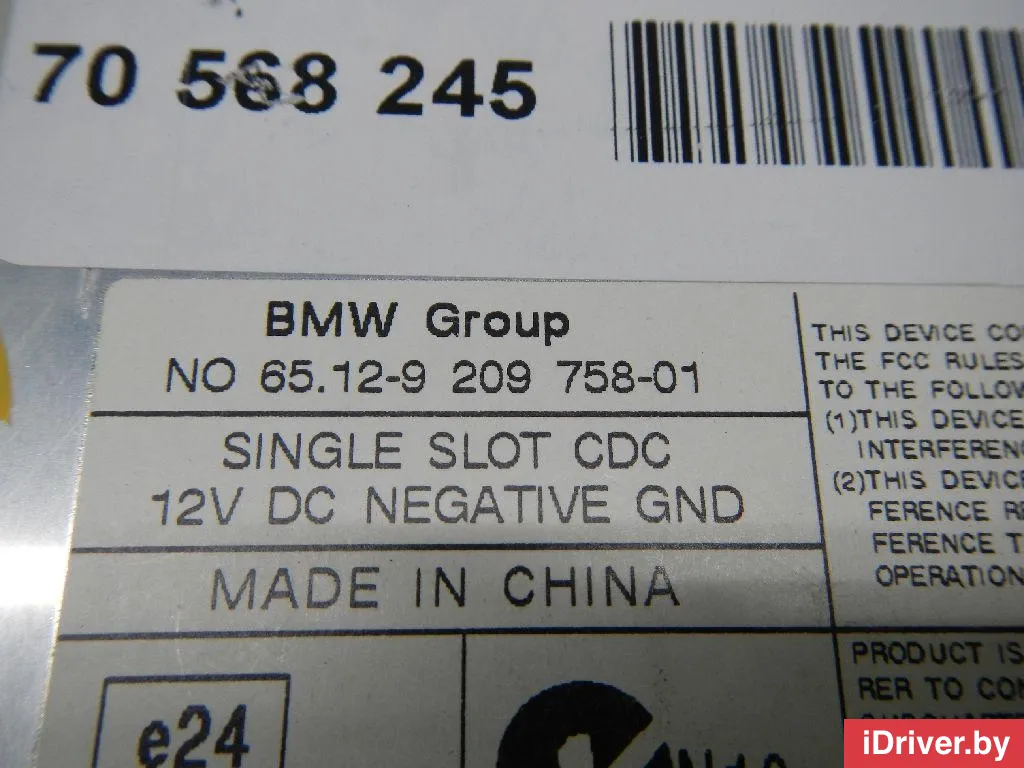 70 568 245
BMW Group
NO 65.12-9 209 758-01
SINGLE SLOT CDC
12V DC NEGATIVE GND
MADE IN CHINA
e24
THIS DEVICE CO
THE FCC RULES
TO THE FOLLOW
(1)THIS DEVICE
INTERFEREN
(2)THIS DEVIC
FERENCE RE
FERENCE T
OPERATION
PRODUCT IS
RER TO CO
iDriver.by